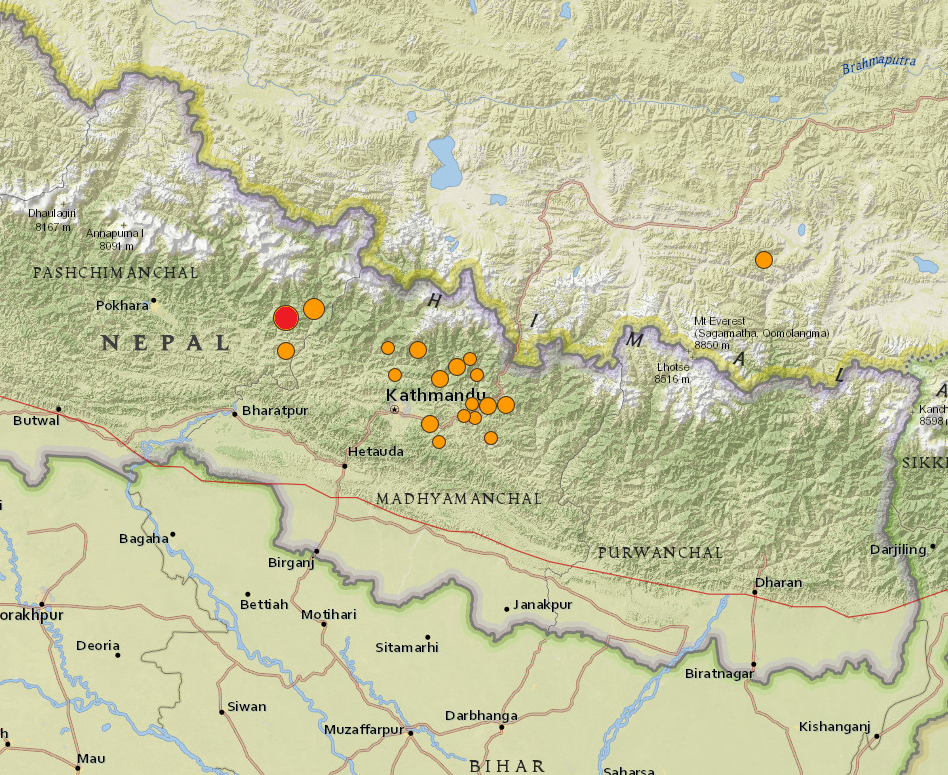 Brahmaputra
Dhaulagiri
8167 m
Annapurna I
8091 m
PASHCHIMANCHAL
Pokhara
NEPAL
H
I
M
A
L
A
Mt Everest
(Sagarmatha, Qomolangma)
8850 m
Lhotse
8516 m
Kanch
8598 m
Kathmandu
Butwal
Bharatpur
Hetauda
SIKKI
MADHYAMANCHAL
PURWANCHAL
Darjiling
Bagaha
Birganj
Bettiah
Motihari
Janakpur
Dharan
orakhpur
Deoria
Sitamarhi
Biratnagar
Siwan
Muzaffarpur
Darbhanga
Kishanganj
h
Mau
BIHAR
Saharsa